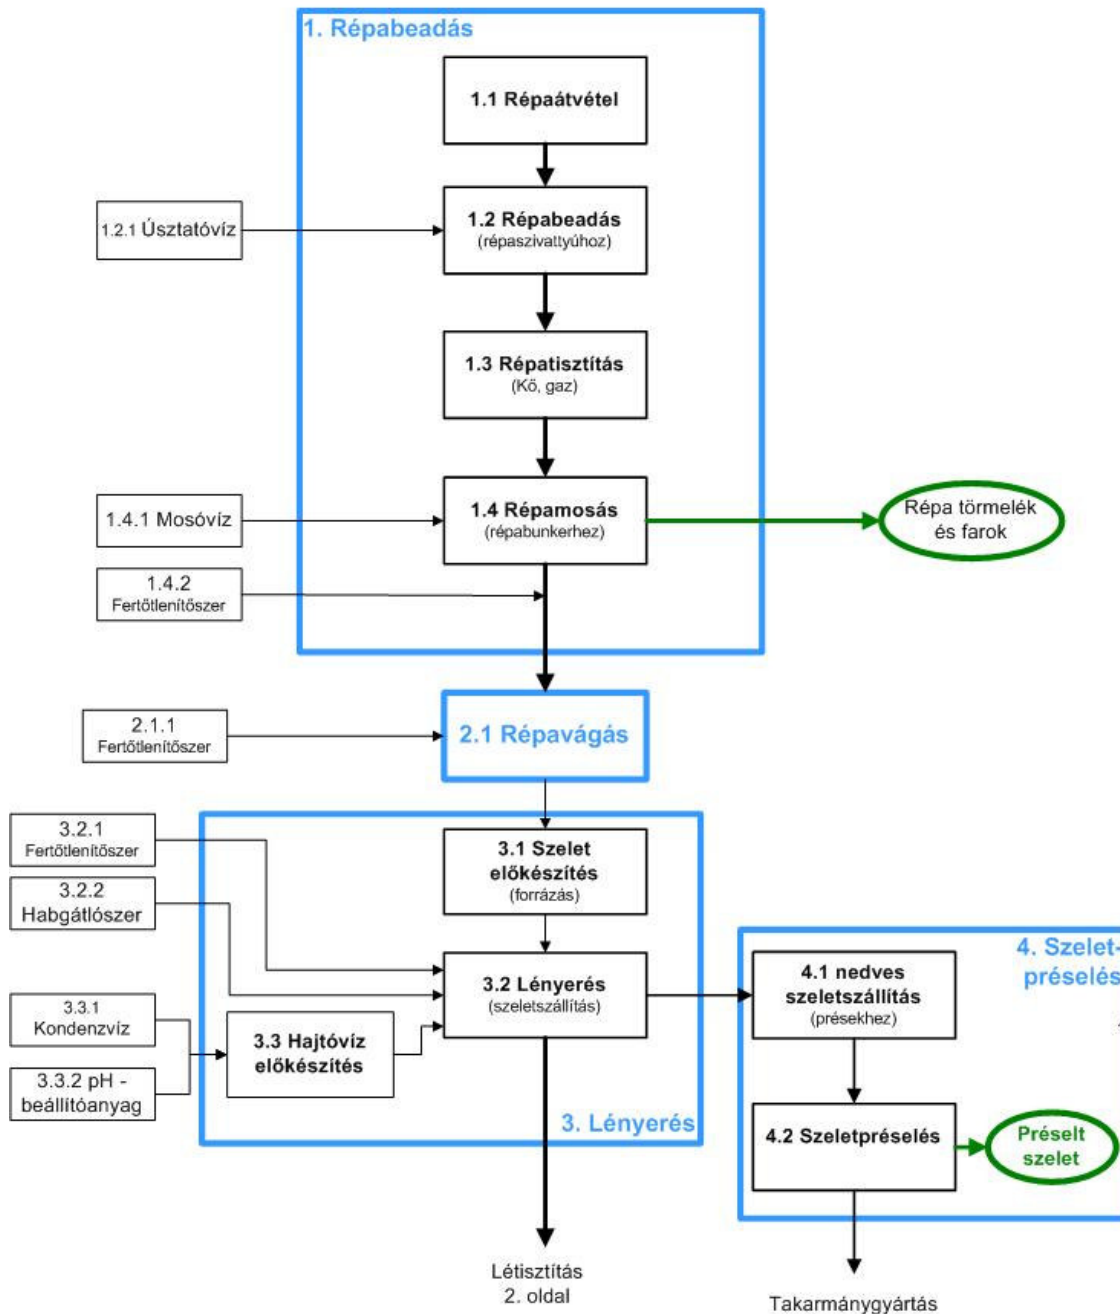 1. Répabeadás
1.1 Répaátvétel
1.2.1 Úsztatóvíz
1.2 Répabeadás
(répaszivattyúhoz)
1.3 Répatisztítás
(Kő, gaz)
1.4.1 Mosóvíz
1.4 Répamosás
(répabunkerhez)
Répa törmelék
és farok
1.4.2
Fertőtlenítőszer
2.1.1
Fertőtlenítőszer
2.1 Répavágás
3.2.1
Fertőtlenítőszer
3.1 Szelet
előkészítés
(forrázás)
3.2.2
Habgátlószer
3.2 Lényerés
(szeletszállítás)
4. Szelet-
préselés
4.1 nedves
szeletszállítás
(présekhez)
3.3.1
Kondenzvíz
3.3 Hajtóvíz
előkészítés
3.3.2 pH -
beállítóanyag
3. Lényerés
4.2 Szeletpréselés
Préselt
szelet
Létisztítás
2. oldal
Takarmánygyártás